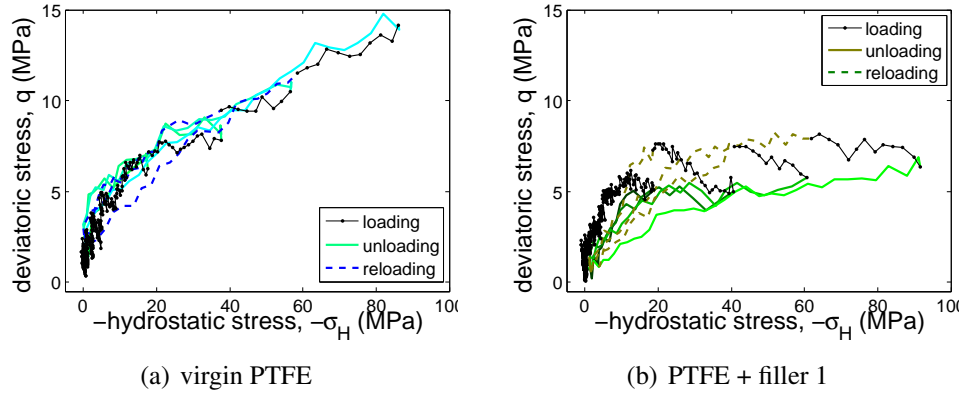 15
10
5
0
deviatoric stress, q (MPa)
loading
unloading
reloading
0 20 40 60 80 100
−hydrostatic stress, −σH (MPa)
(a) virgin PTFE
15
10
5
0
deviatoric stress, q (MPa)
loading
unloading
reloading
0 20 40 60 80 100
−hydrostatic stress, −σH (MPa)
(b) PTFE + filler 1